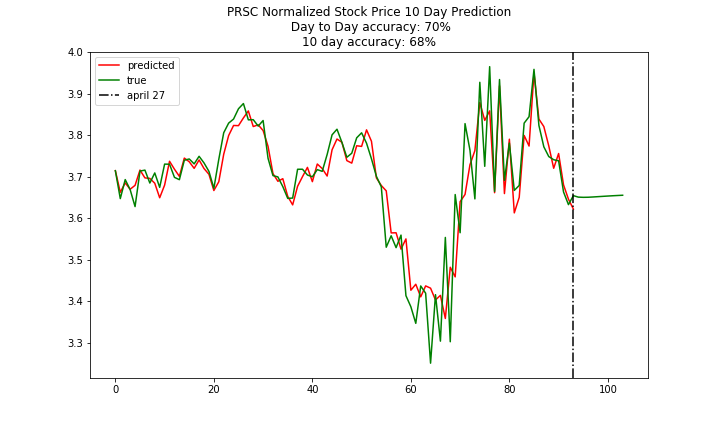 PRSC Normalized Stock Price 10 Day Prediction
Day to Day accuracy: 70%
10 day accuracy: 68%
4.0
3.9
3.8
3.7
3.6
3.5
3.4
3.3
predicted
true
april 27
0 20 40 60 80 100